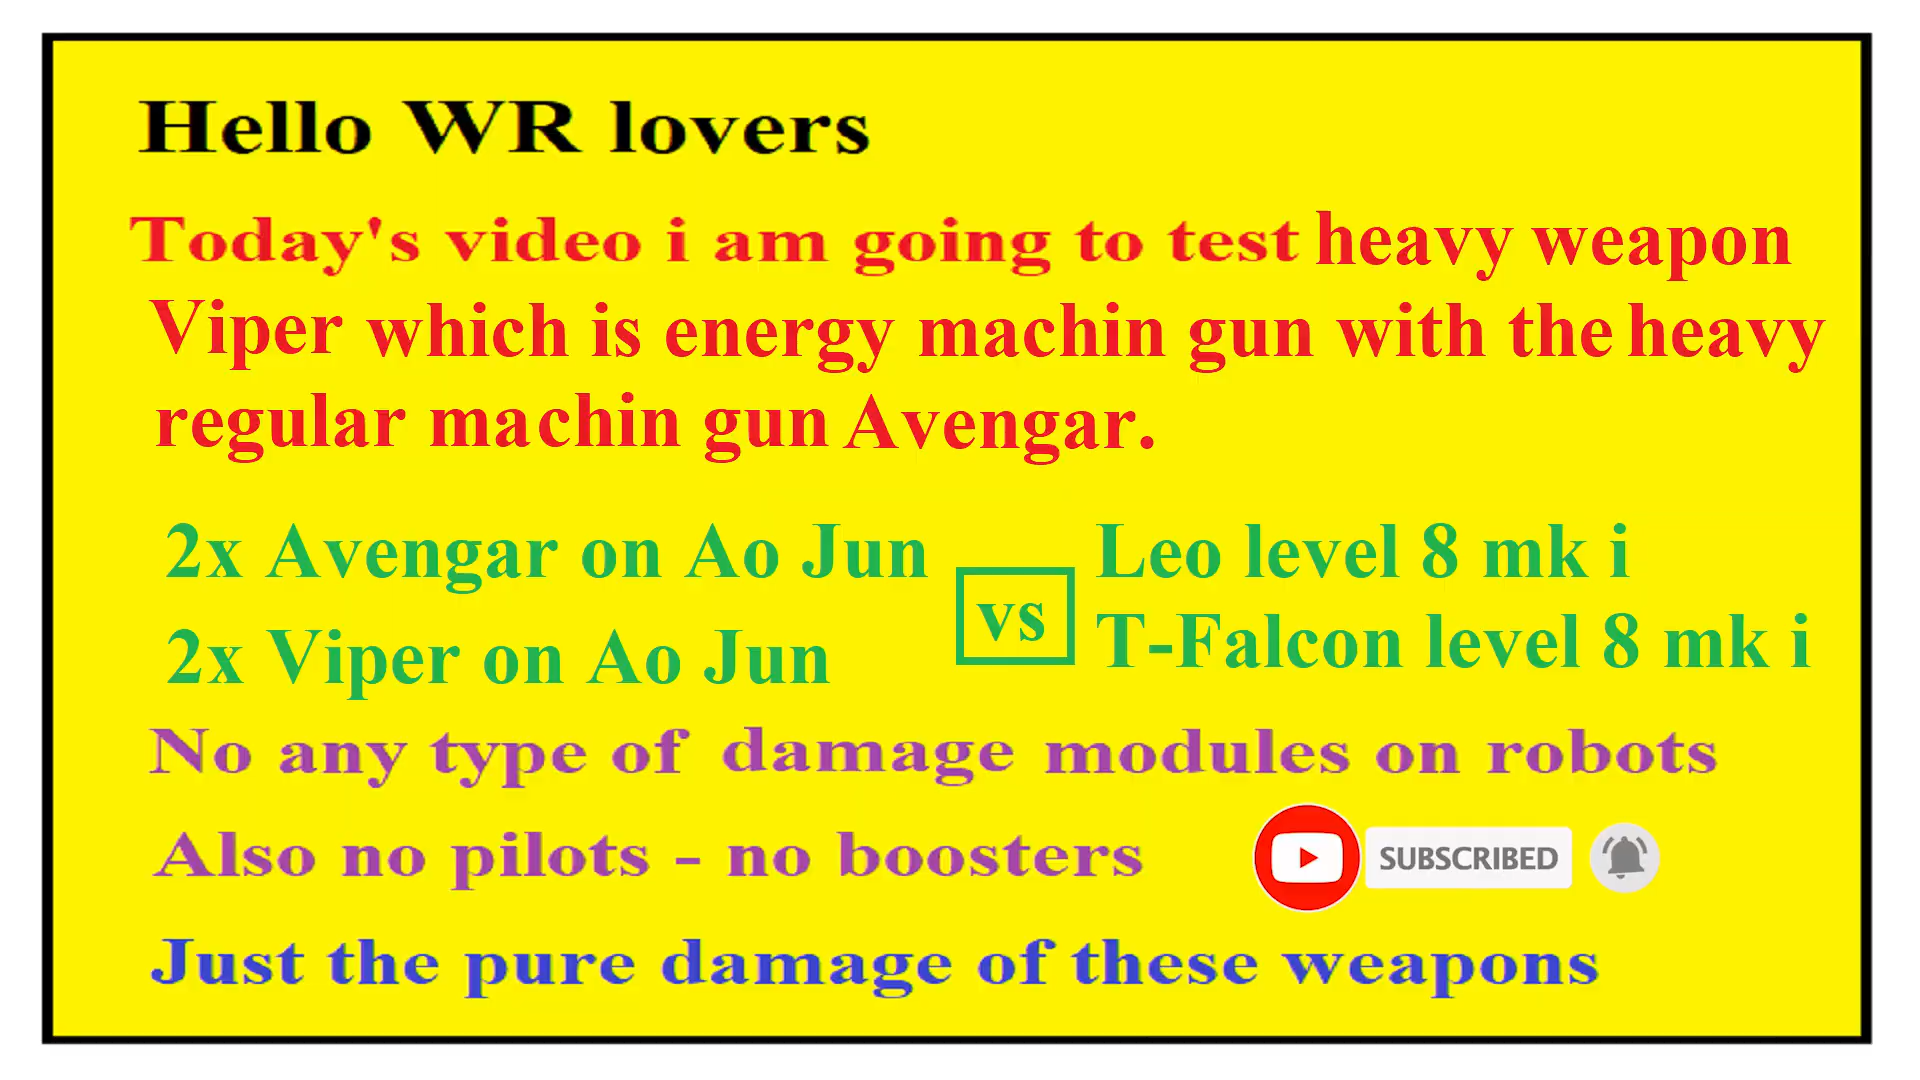 Hello WR lovers
Today's video i am going to test heavy weapon
Viper which is energy machin gun with the heavy
regular machin gun Avengar.
2x Avengar on Ao Jun
2x Viper on Ao Jun
vs
Leo level 8 mk i
T-Falcon level 8 mk i
No any type of damage modules on robots
Also no pilots - no boosters
SUBSCRIBED
Just the pure damage of these weapons